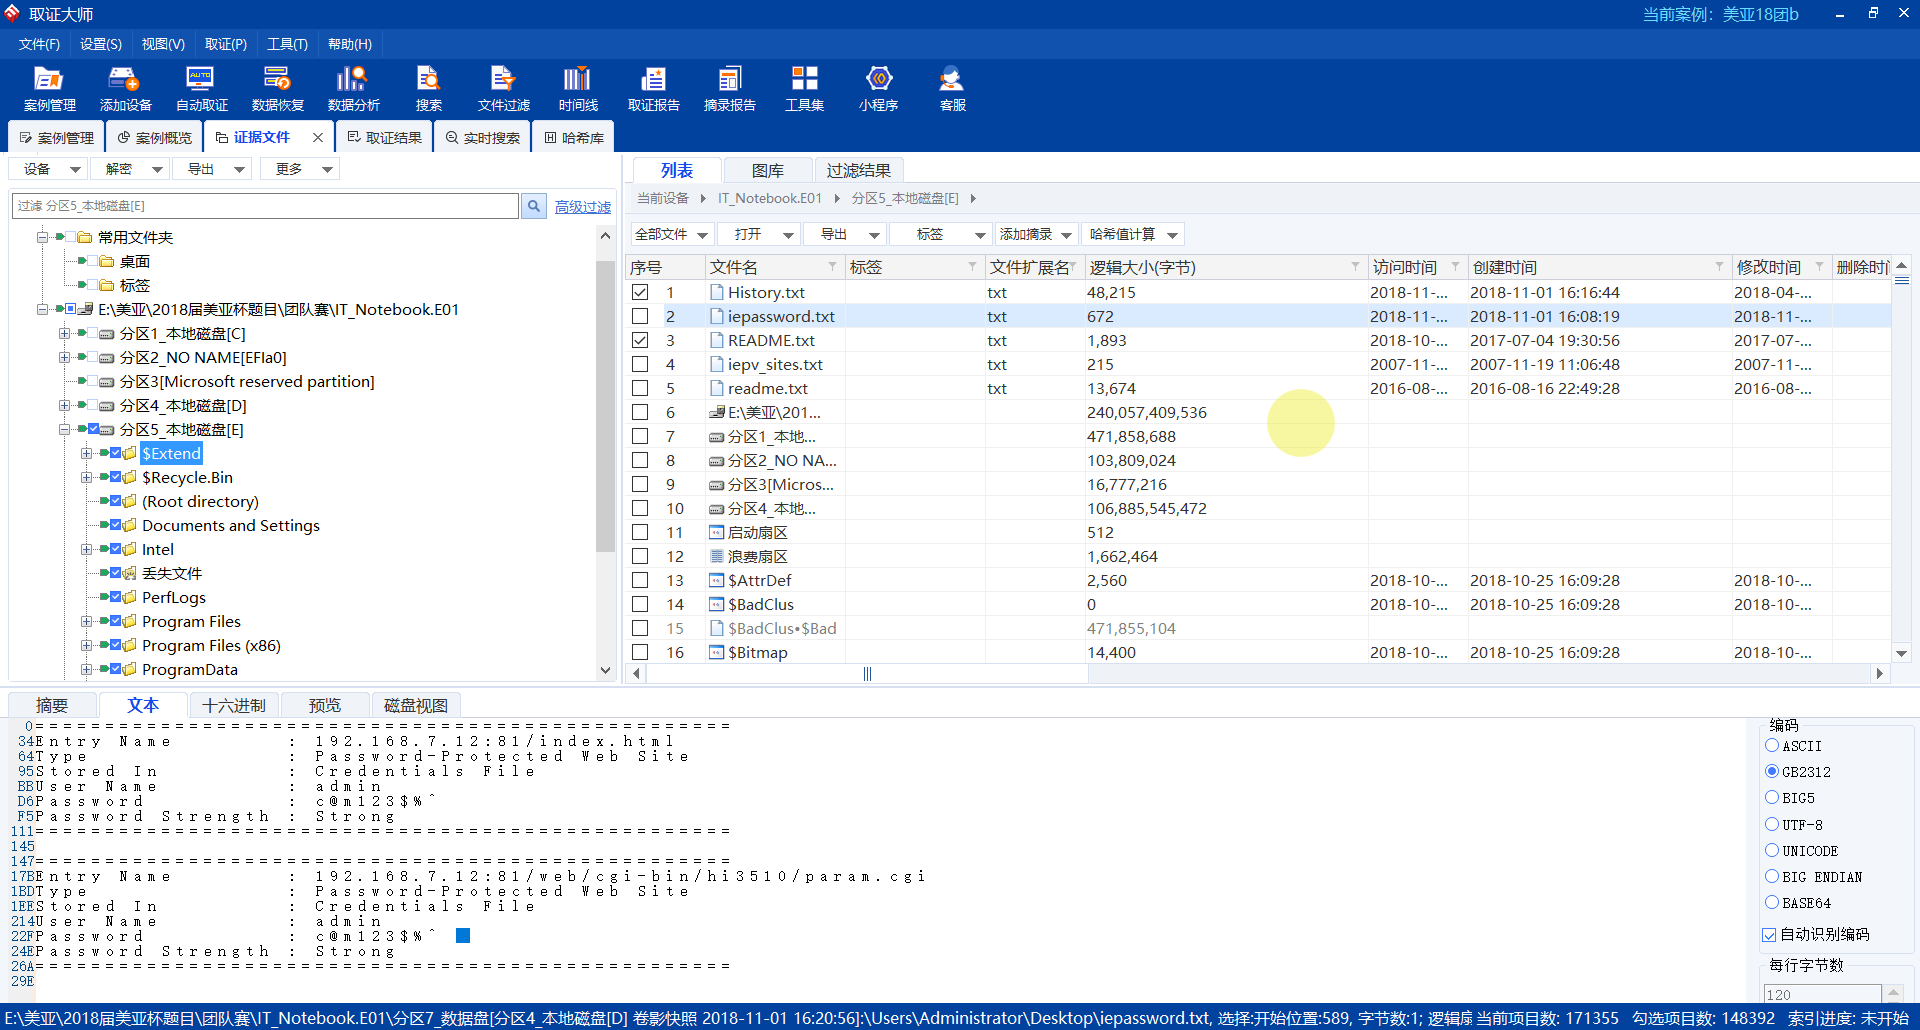 取证大师
当前案例：美亚18团b
文件(F) 设置(S) 视图(V) 取证(P) 工具(T) 帮助(H)
案例管理 添加设备 自动取证 数据恢复 数据分析 搜索 文件过滤 时间线 取证报告 摘录报告 工具集 小程序 客服
案例管理 案例概览 证据文件 取证结果 实时搜索 哈希库
设备 解密 导出 更多
过滤 分区5_本地磁盘[E]
高级过滤
常用文件夹
桌面
标签
E:\美亚\2018届美亚杯题目\团队赛\IT_Notebook.E01
分区1_本地磁盘[C]
分区2_NO NAME[EFIa0]
分区3[Microsoft reserved partition]
分区4_本地磁盘[D]
分区5_本地磁盘[E]
$Extend
$Recycle.Bin
(Root directory)
Documents and Settings
Intel
丢失文件
PerfLogs
Program Files
Program Files (x86)
ProgramData
列表 图库 过滤结果
当前设备 IT_Notebook.E01 分区5_本地磁盘[E]
全部文件 打开 导出 标签 添加摘录 哈希值计算
序号 文件名 标签 文件扩展名 逻辑大小(字节) 访问时间 创建时间 修改时间 删除时间
1 History.txt txt 48,215 2018-11-... 2018-11-01 16:16:44 2018-04-...
2 iepassword.txt txt 672 2018-11-... 2018-11-01 16:08:19 2018-11-...
3 README.txt txt 1,893 2018-10-... 2017-07-04 19:30:56 2017-07-...
4 iepv_sites.txt txt 215 2007-11-... 2007-11-19 11:06:48 2007-11-...
5 readme.txt txt 13,674 2016-08-... 2016-08-16 22:49:28 2016-08-...
6 E:\美亚\201... 240,057,409,536
7 分区1_本地... 471,858,688
8 分区2_NO NA... 103,809,024
9 分区3[Micros... 16,777,216
10 分区4_本地... 106,885,545,472
11 启动扇区 512
12 浪费扇区 1,662,464
13 $AttrDef 2,560 2018-10-... 2018-10-25 16:09:28 2018-10-...
14 $BadClus 0 2018-10-... 2018-10-25 16:09:28 2018-10-...
15 $BadClus•$Bad 471,855,104
16 $Bitmap 14,400 2018-10-... 2018-10-25 16:09:28 2018-10-...
摘要 文本 十六进制 预览 磁盘视图
0==================================================
34Entry Name : 192.168.7.12:81/index.html
64Type : Password-Protected Web Site
95Stored In : Credentials File
BBUser Name : admin
D6Password : c@m123$%^
F5Password Strength : Strong
111==================================================
145
147==================================================
17BEntry Name : 192.168.7.12:81/web/cgi-bin/hi3510/param.cgi
1BDType : Password-Protected Web Site
1EEStored In : Credentials File
214User Name : admin
22FPassword : c@m123$%^
24EPassword Strength : Strong
26A==================================================
29E
编码
ASCII
GB2312
BIG5
UTF-8
UNICODE
BIG ENDIAN
BASE64
自动识别编码
每行字节数
120
E:\美亚\2018届美亚杯题目\团队赛\IT_Notebook.E01\分区7_数据盘[分区4_本地磁盘[D] 卷影快照 2018-11-01 16:20:56]:\Users\Administrator\Desktop\iepassword.txt, 选择:开始位置:589, 字节数:1; 逻辑扇 当前项目数: 171355 勾选项目数: 148392 索引进度: 未开始